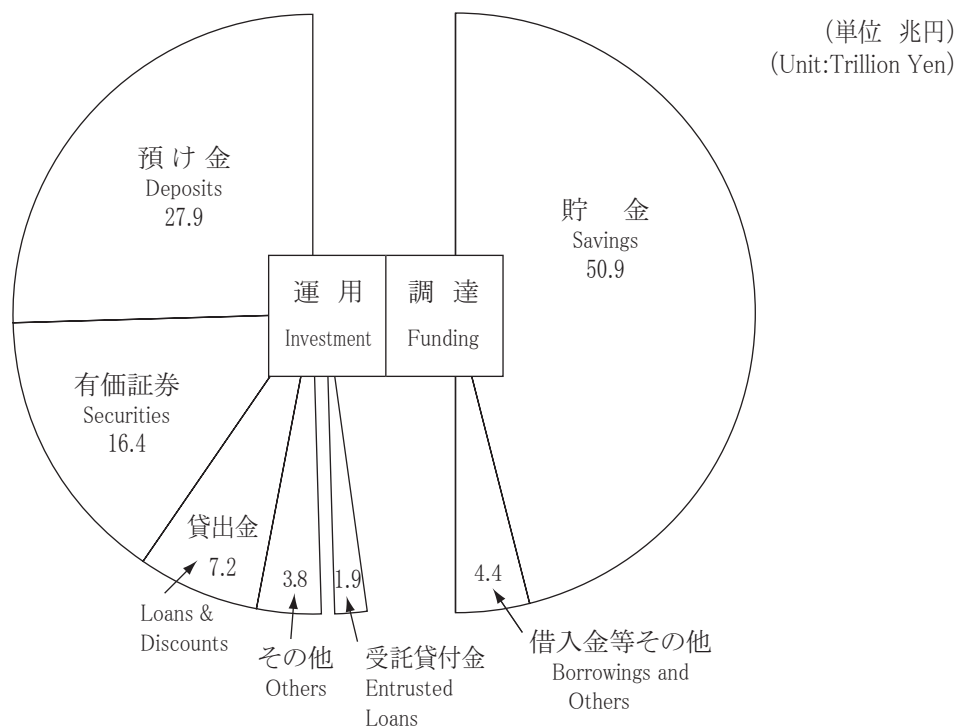 (単位 兆円)
(Unit:Trillion Yen)
預け金
Deposits
27.9
貯金
Savings
50.9
運用
Investment
調達
Funding
有価証券
Securities
16.4
貸出金
7.2
Loans &
Discounts
3.8
その他
Others
1.9
受託貸付金
Entrusted
Loans
4.4
借入金等その他
Borrowings and
Others